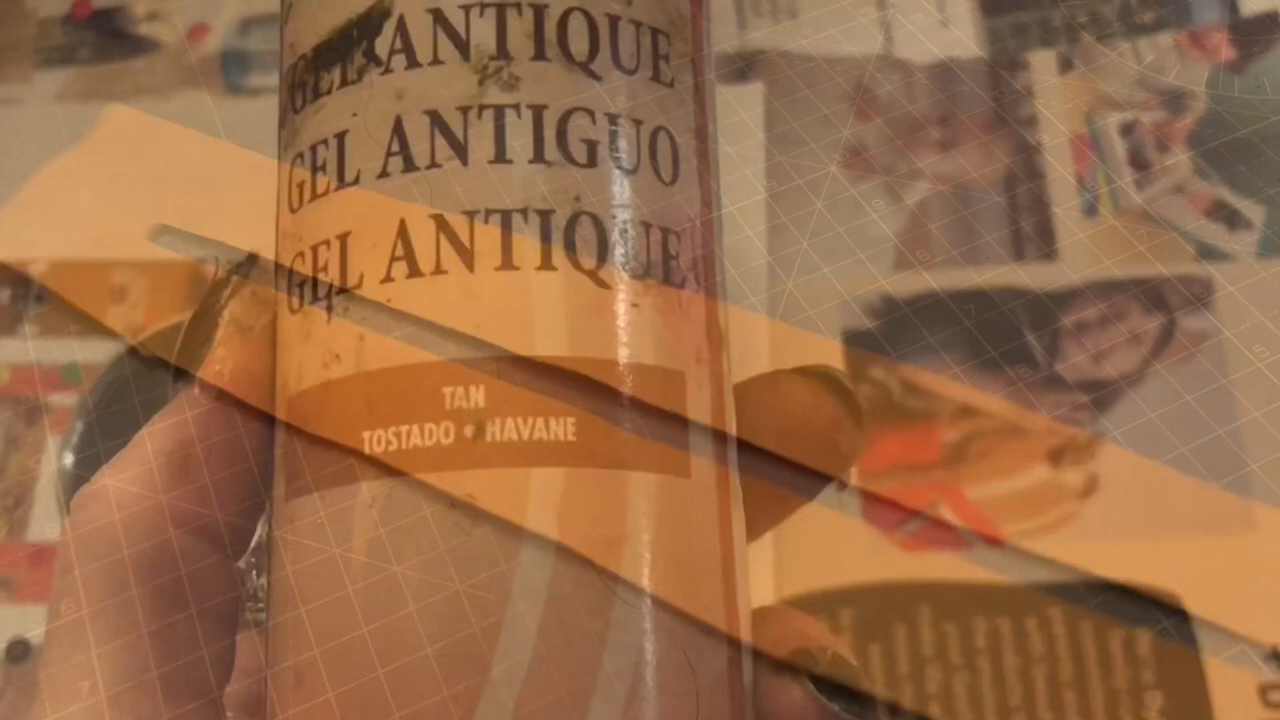 GEL ANTIQUE
GEL ANTIGUO
GEL ANTIQUE
TAN
TOSTADO • HAVANE